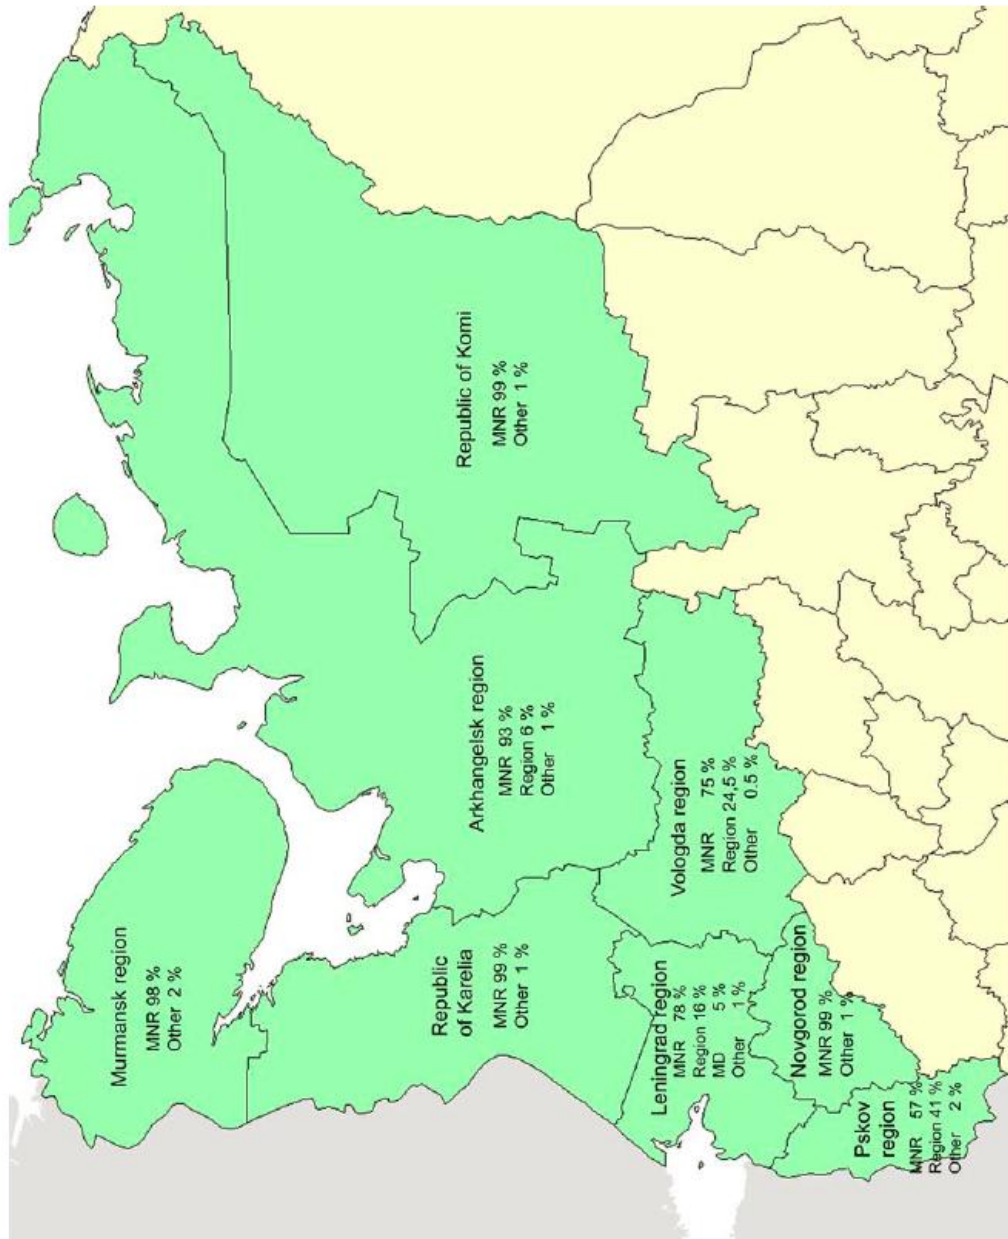 Murmansk region
MNR 98 %
Other 2 %
Republic
of Karelia
MNR 99 %
Other 1 %
Arkhangelsk region
MNR 93 %
Region 6 %
Other 1 %
Republic of Komi
MNR 99 %
Other 1 %
Leningrad region
MNR 78 %
Region 16 %
MD 5 %
Other 1 %
Vologda region
MNR 75 %
Region 24,5 %
Other 0.5 %
Novgorod region
MNR 99 %
Other 1 %
Pskov
region
MNR 57 %
Region 41 %
Other 2 %